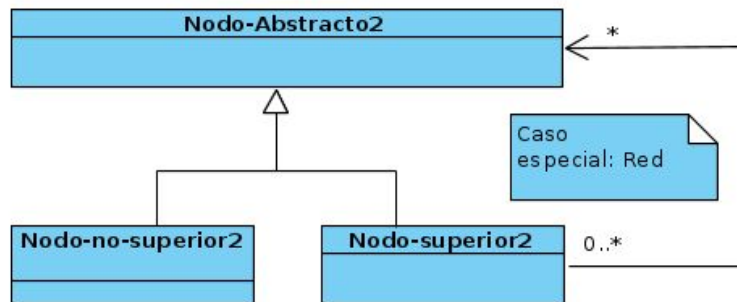 Nodo-Abstracto2
*
Caso
especial: Red
Nodo-no-superior2
Nodo-superior2
0..*